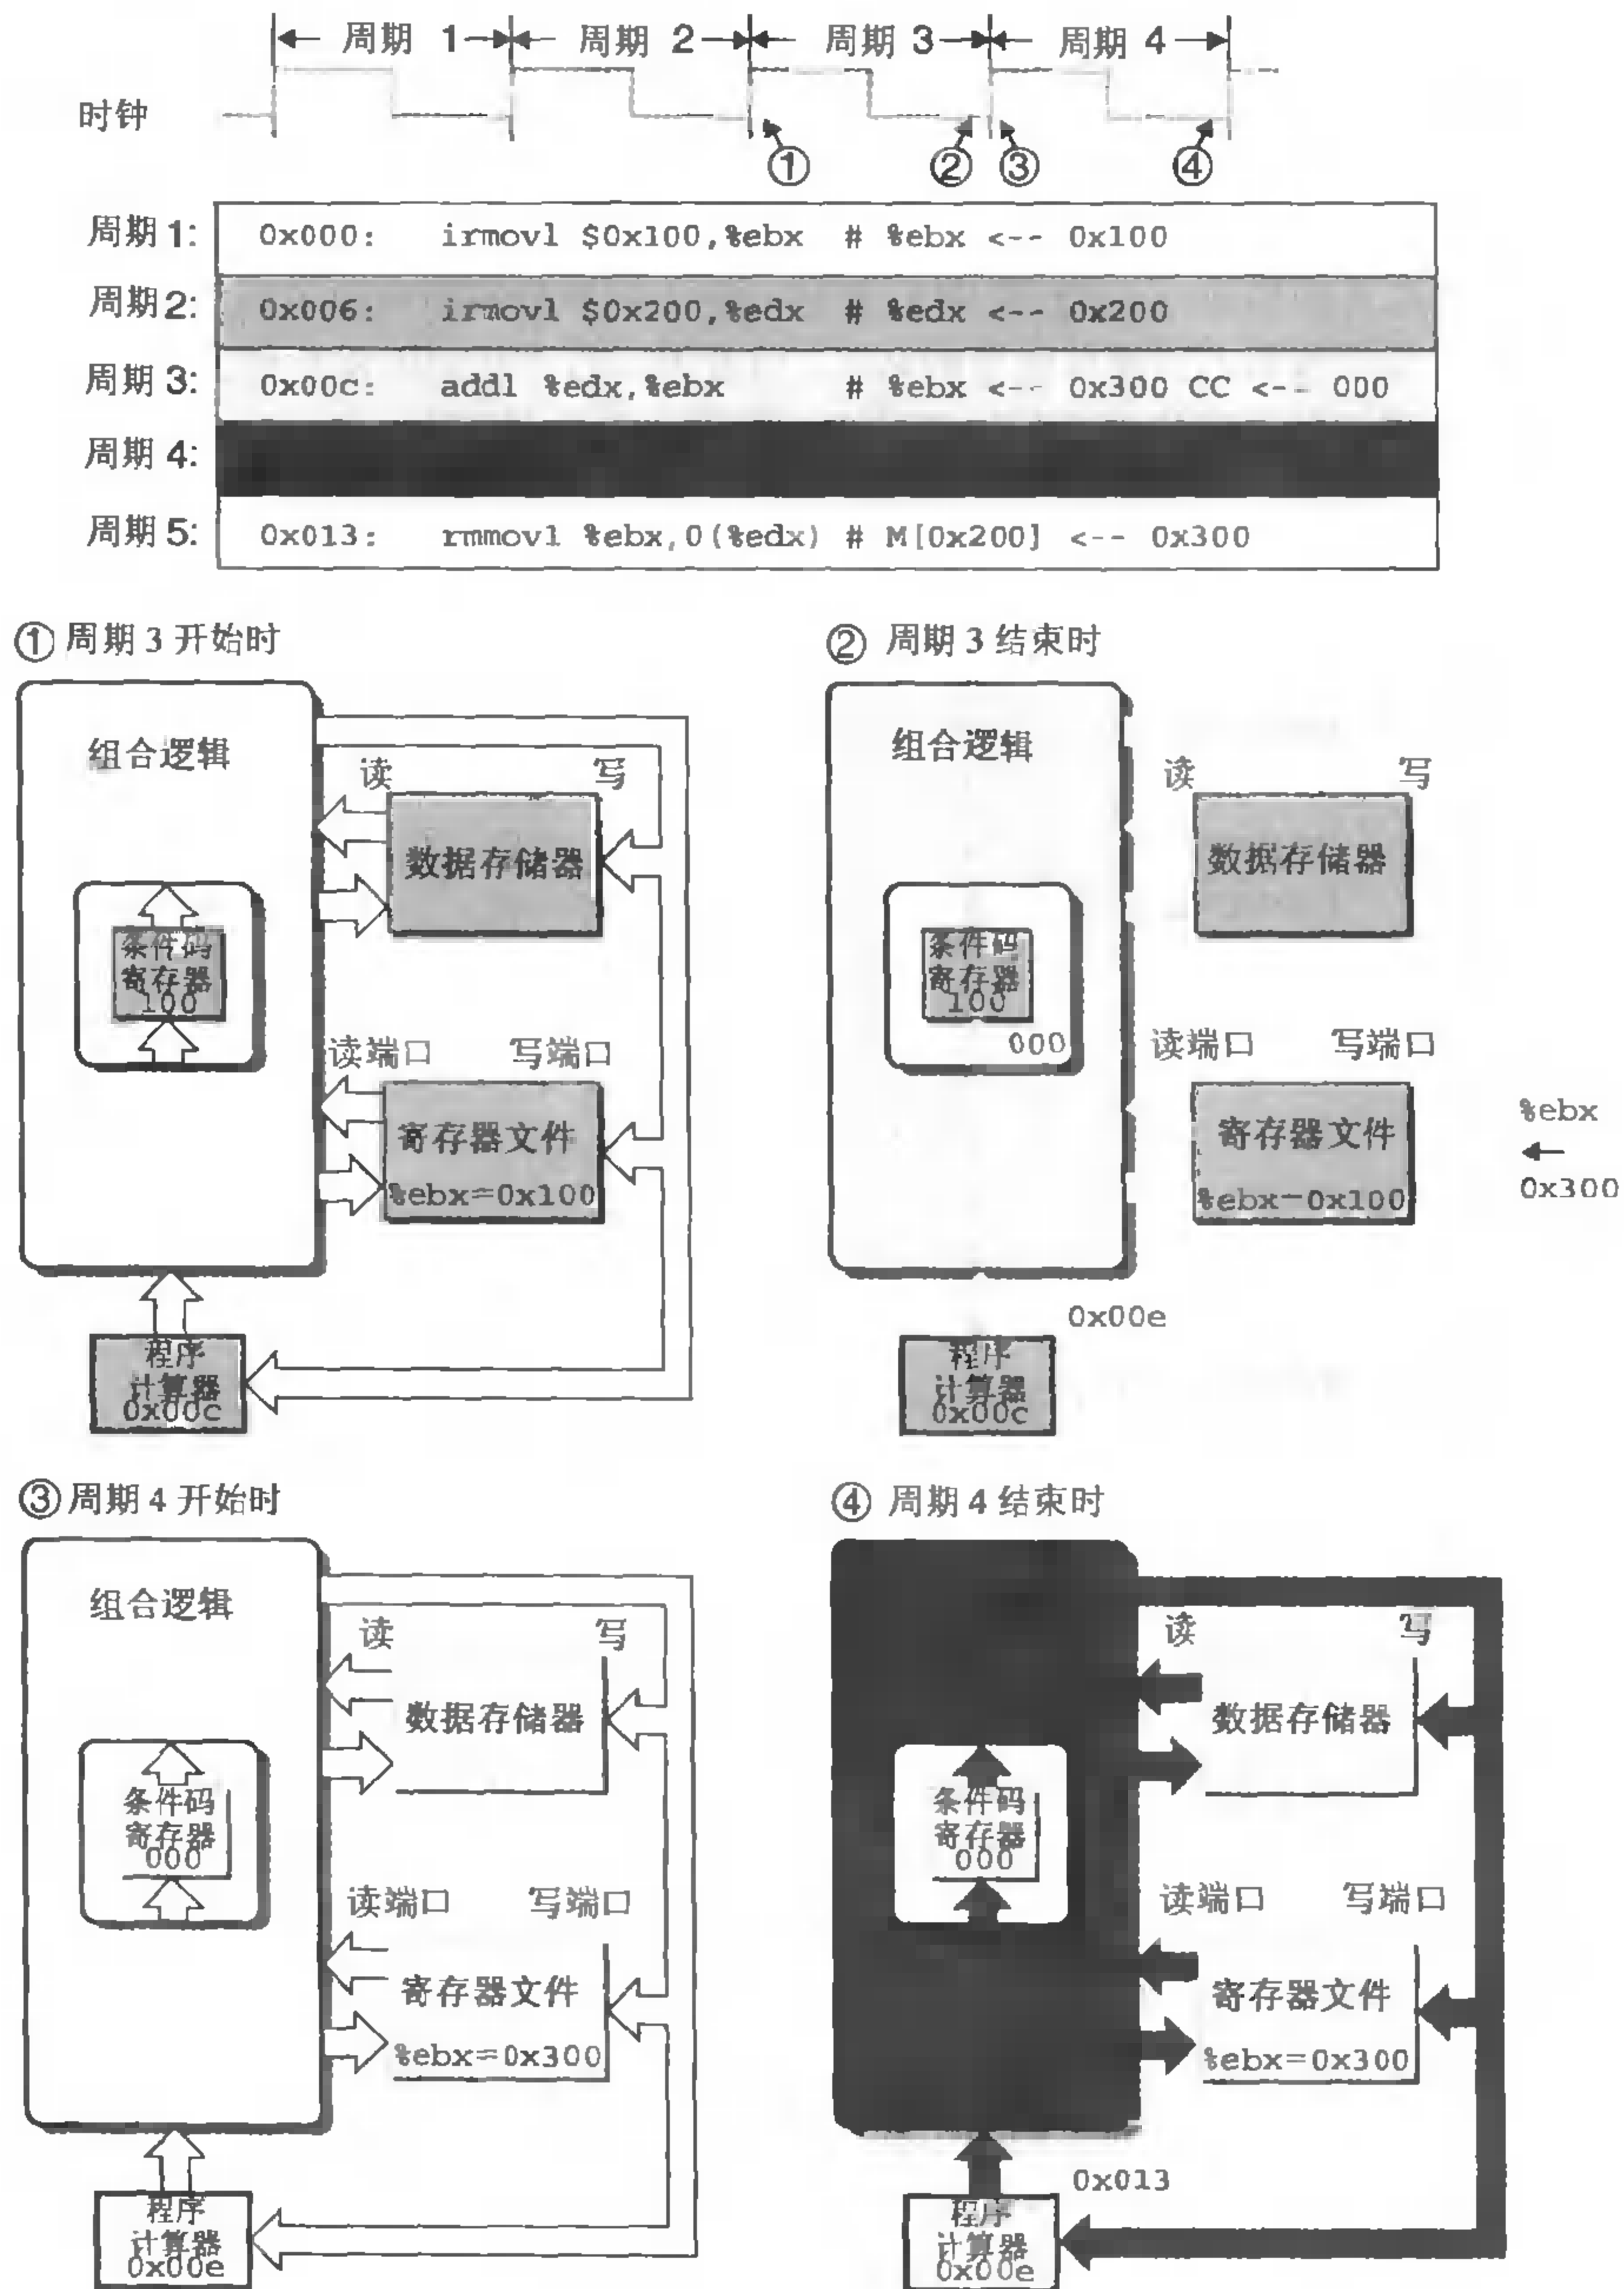 周期 1 周期 2 周期 3 周期 4
时钟
① ② ③ ④
周期 1: 0x000: irmovl $0x100,%ebx # %ebx <-- 0x100
周期 2: 0x006: irmovl $0x200,%edx # %edx <-- 0x200
周期 3: 0x00c: addl %edx,%ebx # %ebx <-- 0x300 CC <-- 000
周期 4:
周期 5: 0x013: rmmovl %ebx,0(%edx) # M[0x200] <-- 0x300
① 周期 3 开始时
组合逻辑
读 写
数据存储器
条件码
寄存器
100
读端口 写端口
寄存器文件
%ebx=0x100
程序
计算器
0x00c
② 周期 3 结束时
组合逻辑
读 写
数据存储器
条件码
寄存器
100
000
读端口 写端口
寄存器文件
%ebx=0x100
%ebx
←
0x300
0x00e
程序
计算器
0x00c
③ 周期 4 开始时
组合逻辑
读 写
数据存储器
条件码
寄存器
000
读端口 写端口
寄存器文件
%ebx=0x300
程序
计算器
0x00e
④ 周期 4 结束时
读 写
数据存储器
条件码
寄存器
000
读端口 写端口
寄存器文件
%ebx=0x300
0x013
程序
计算器
0x00e